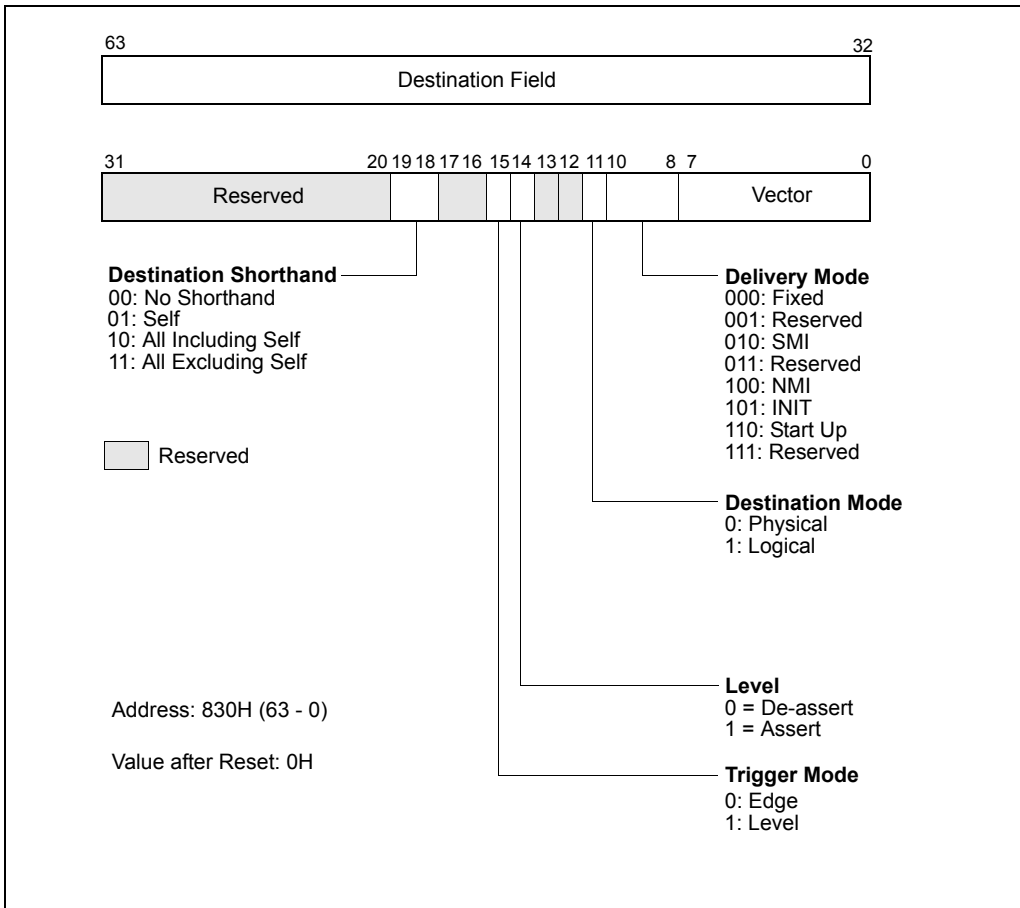 63 32
Destination Field
31 20 19 18 17 16 15 14 13 12 11 10 8 7 0
Reserved
Vector
Destination Shorthand
00: No Shorthand
01: Self
10: All Including Self
11: All Excluding Self
Reserved
Delivery Mode
000: Fixed
001: Reserved
010: SMI
011: Reserved
100: NMI
101: INIT
110: Start Up
111: Reserved
Destination Mode
0: Physical
1: Logical
Level
0 = De-assert
1 = Assert
Address: 830H (63 - 0)
Value after Reset: 0H
Trigger Mode
0: Edge
1: Level